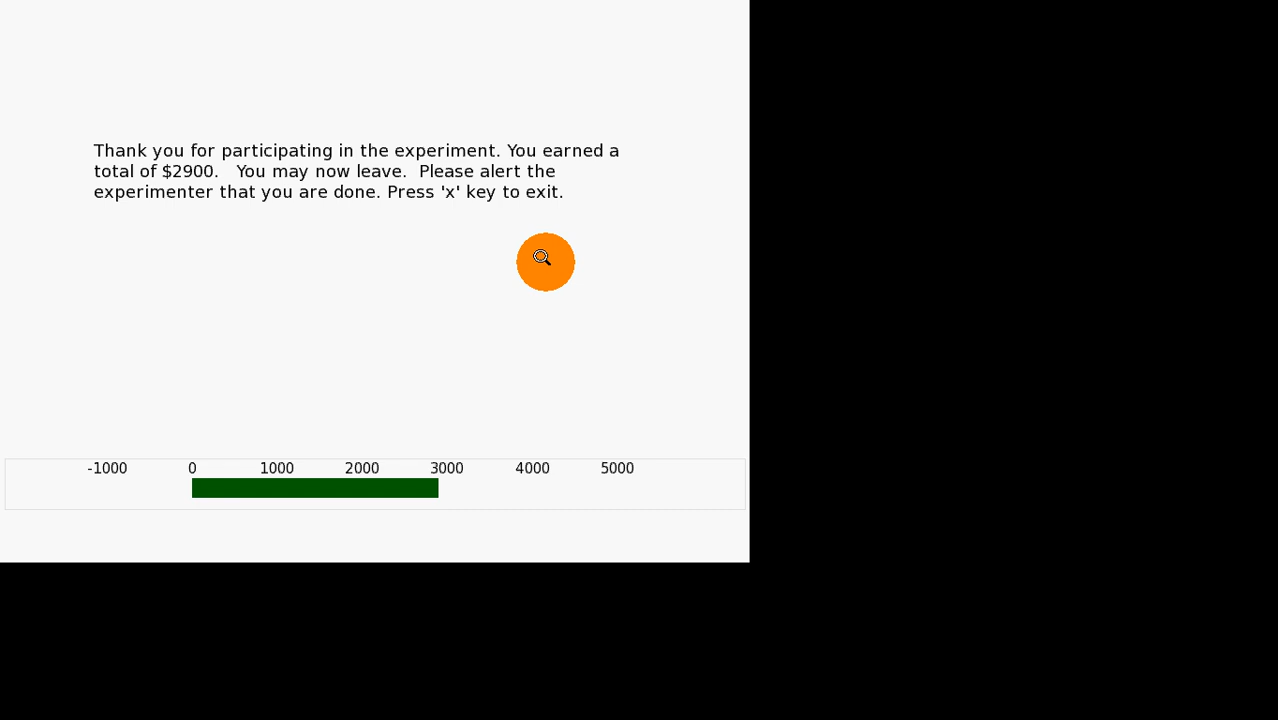 Thank you for participating in the experiment. You earned a
total of $2900.   You may now leave.  Please alert the
experimenter that you are done. Press 'x' key to exit.
-1000 0 1000 2000 3000 4000 5000